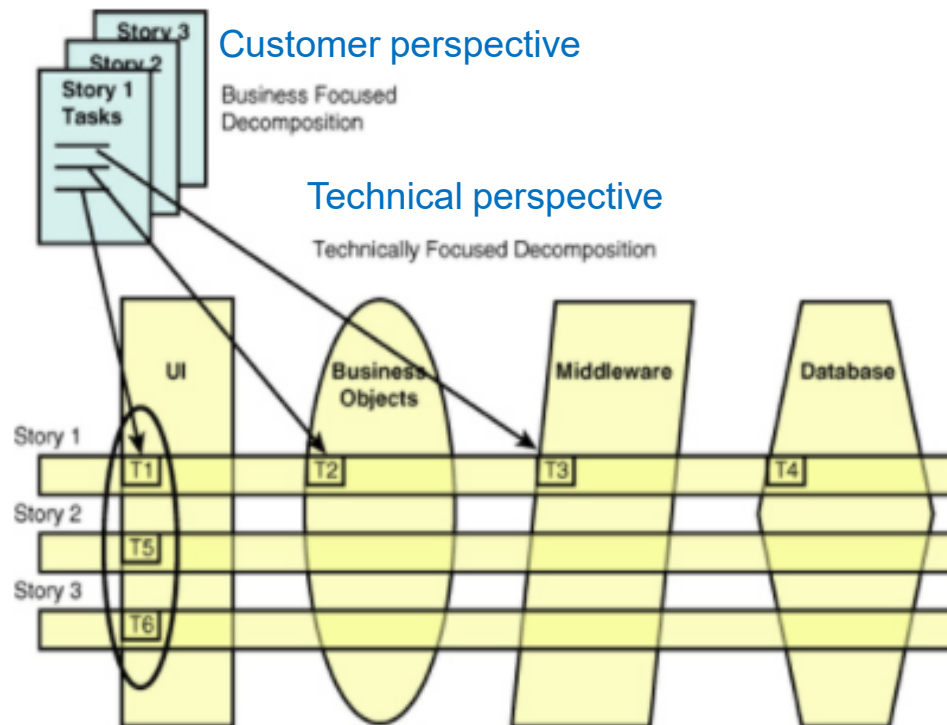 Story 3
Customer perspective
Story 2
Story 1
Tasks
Business Focused
Decomposition
Technical perspective
Technically Focused Decomposition
UI
Business
Objects
Middleware
Database
Story 1
T1
T2
T3
T4
Story 2
T5
Story 3
T6